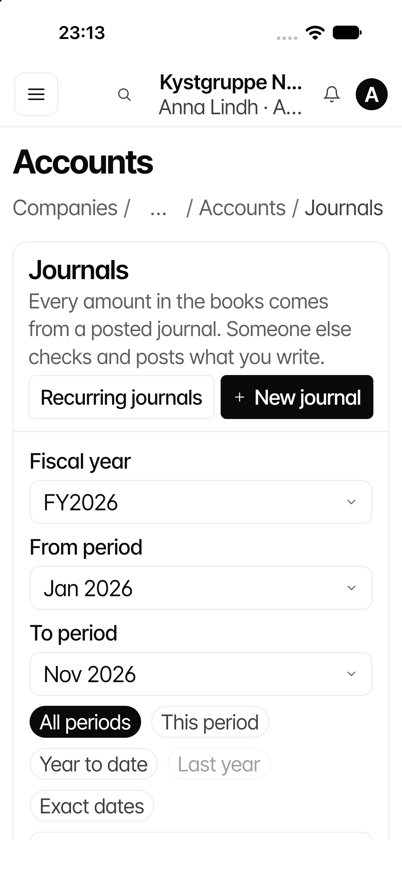 23:13
Kystgruppe N...
Anna Lindh · A...
A
Accounts
Companies / ... / Accounts / Journals
Journals
Every amount in the books comes
from a posted journal. Someone else
checks and posts what you write.
Recurring journals
+ New journal
Fiscal year
FY2026
From period
Jan 2026
To period
Nov 2026
All periods
This period
Year to date
Last year
Exact dates